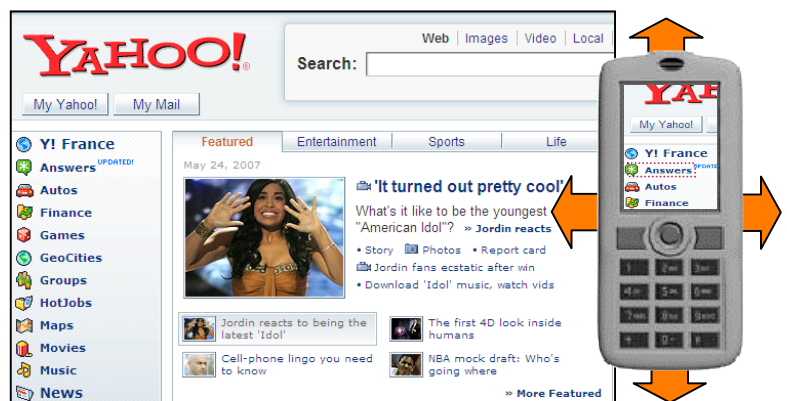 YAHOO!
Web | Images | Video | Local |
Search:
My Yahoo! My Mail
Y! France
Answers UPDATED!
Autos
Finance
Games
GeoCities
Groups
HotJobs
Maps
Movies
Music
News
Featured Entertainment Sports Life
May 24, 2007
'It turned out pretty cool'
What's it like to be the youngest
"American Idol"? » Jordin reacts
• Story Photos • Report card
Jordin fans ecstatic after win
• Download 'Idol' music, watch vids
Jordin reacts to being the
latest 'Idol'
The first 4D look inside
humans
Cell-phone lingo you need
to know
NBA mock draft: Who's
going where
» More Featured
YAH
My Yahoo!
Y! France
Answers UPDATE
Autos
Finance